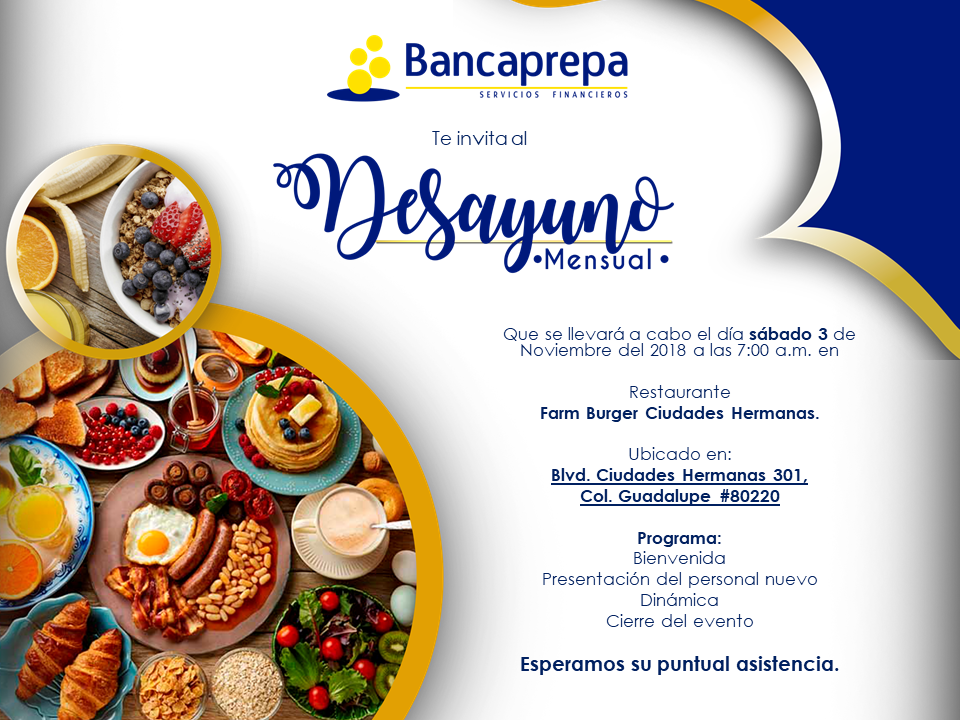 Bancaprepa
SERVICIOS FINANCIEROS
Te invita al
Desayuno
•Mensual•
Que se llevará a cabo el día sábado 3 de
Noviembre del 2018 a las 7:00 a.m. en
Restaurante
Farm Burger Ciudades Hermanas.
Ubicado en:
Blvd. Ciudades Hermanas 301,
Col. Guadalupe #80220
Programa:
Bienvenida
Presentación del personal nuevo
Dinámica
Cierre del evento
Esperamos su puntual asistencia.